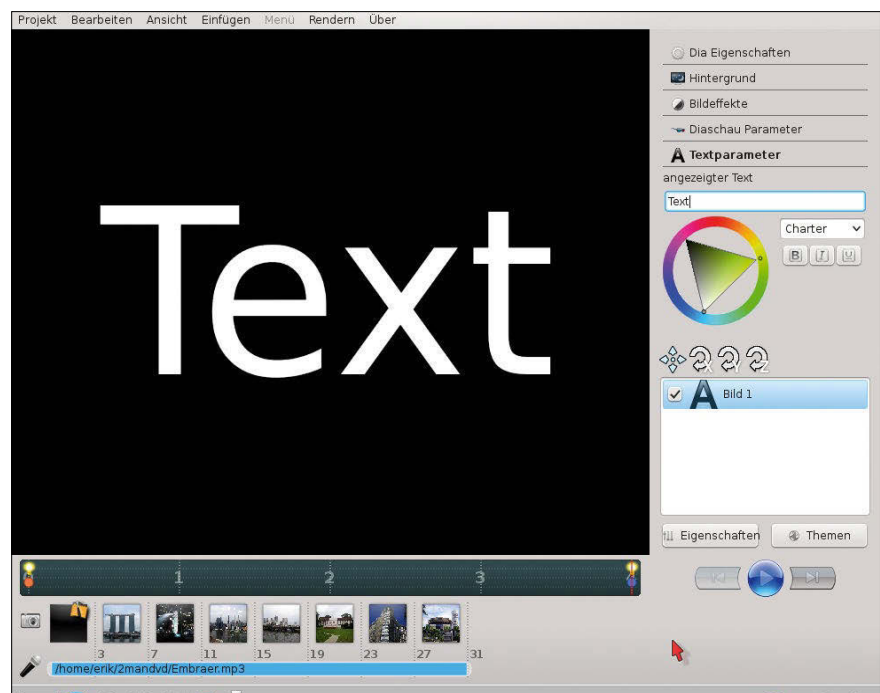 Projekt Bearbeiten Ansicht Einfügen Menü Rendern Über
Dia Eigenschaften
Hintergrund
Bildeffekte
Diaschau Parameter
Textparameter
angezeigter Text
Text
Charter
B I U
Text
X Y Z
Bild 1
Eigenschaften Themen
1 2 3
3 7 11 15 19 23 27 31
/home/erik/2mandvd/Embraer.mp3